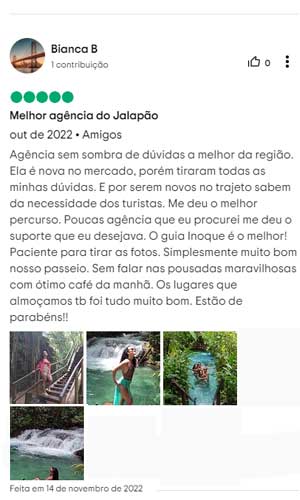 Bianca B
1 contribuição
0
Melhor agência do Jalapão
out de 2022 • Amigos
Agência sem sombra de dúvidas a melhor da região.
Ela é nova no mercado, porém tiraram todas as
minhas dúvidas. E por serem novos no trajeto sabem
da necessidade dos turistas. Me deu o melhor
percurso. Poucas agência que eu procurei me deu o
suporte que eu desejava. O guia Inoque é o melhor!
Paciente para tirar as fotos. Simplesmente muito bom
nosso passeio. Sem falar nas pousadas maravilhosas
com ótimo café da manhã. Os lugares que
almoçamos tb foi tudo muito bom. Estão de
parabéns!!
Feita em 14 de novembro de 2022